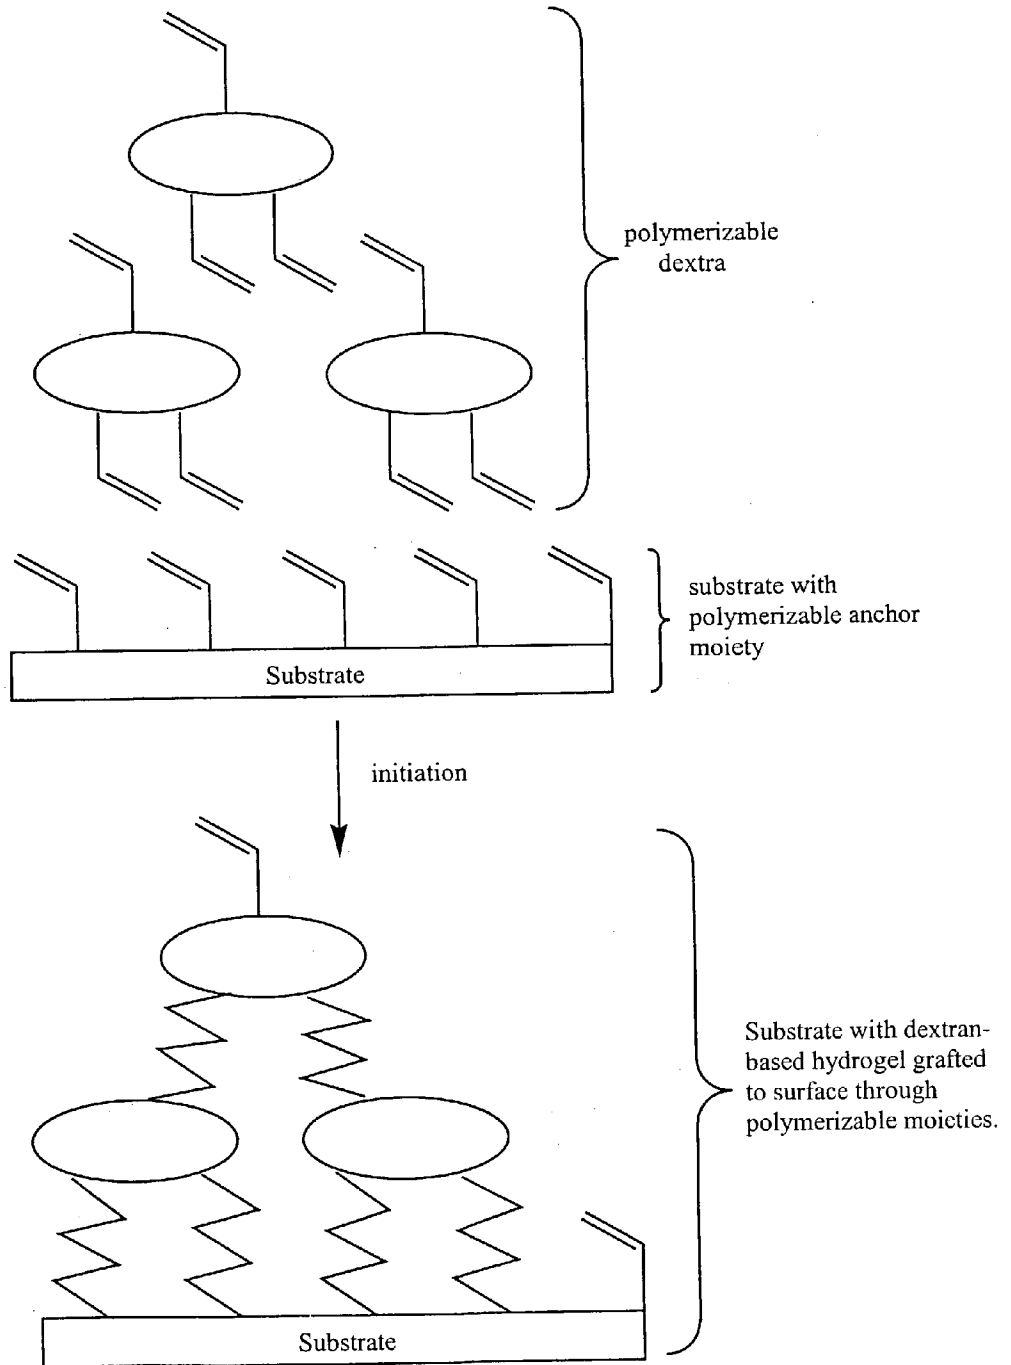 polymerizable
dextra
substrate with
polymerizable anchor
moiety
Substrate
initiation
Substrate with dextran-
based hydrogel grafted
to surface through
polymerizable moieties.
Substrate